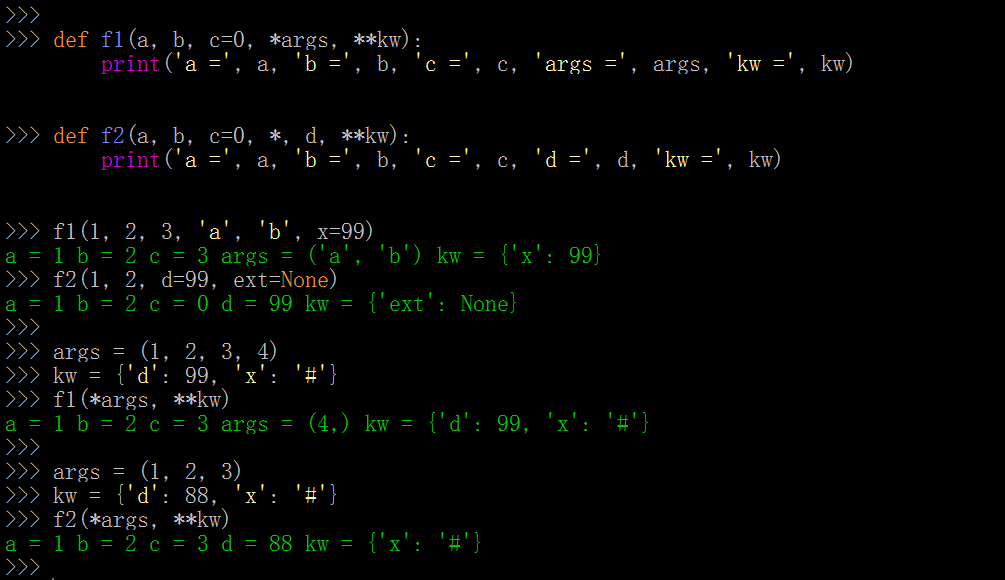 >>>
>>> def f1(a, b, c=0, *args, **kw):
        print('a =', a, 'b =', b, 'c =', c, 'args =', args, 'kw =', kw)
>>> def f2(a, b, c=0, *, d, **kw):
        print('a =', a, 'b =', b, 'c =', c, 'd =', d, 'kw =', kw)
>>> f1(1, 2, 3, 'a', 'b', x=99)
a = 1 b = 2 c = 3 args = ('a', 'b') kw = {'x': 99}
>>> f2(1, 2, d=99, ext=None)
a = 1 b = 2 c = 0 d = 99 kw = {'ext': None}
>>>
>>> args = (1, 2, 3, 4)
>>> kw = {'d': 99, 'x': '#'}
>>> f1(*args, **kw)
a = 1 b = 2 c = 3 args = (4,) kw = {'d': 99, 'x': '#'}
>>>
>>> args = (1, 2, 3)
>>> kw = {'d': 88, 'x': '#'}
>>> f2(*args, **kw)
a = 1 b = 2 c = 3 d = 88 kw = {'x': '#'}
>>>